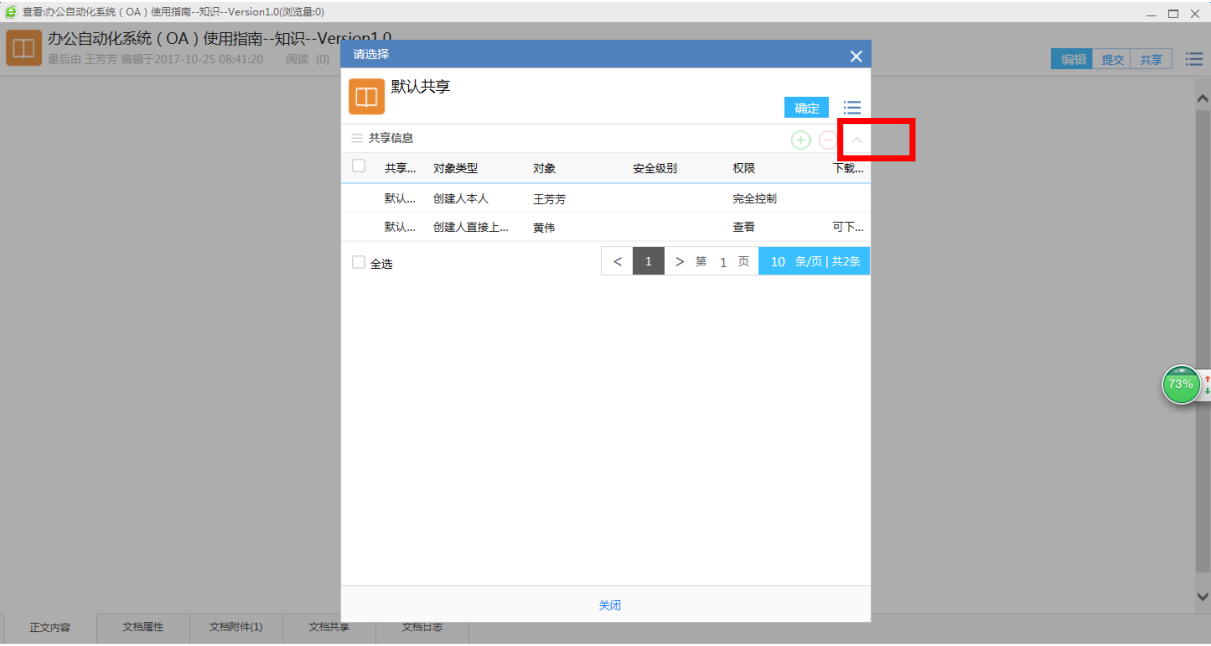 查看:办公自动化系统（OA）使用指南--知识--Version1.0(浏览量:0)
办公自动化系统（OA）使用指南--知识--Version1.0
最后由 王芳芳 编辑于2017-10-25 08:41:20 阅读 (0)
编辑 提交 共享
请选择
默认共享
确定
共享信息
共享... 对象类型 对象 安全级别 权限 下载...
默认... 创建人本人 王芳芳 完全控制
默认... 创建人直接上... 黄伟 查看 可下...
全选 < 1 > 第 1 页 10 条/页 | 共2条
73%
关闭
正文内容 文档属性 文档附件(1) 文档共享 文档日志